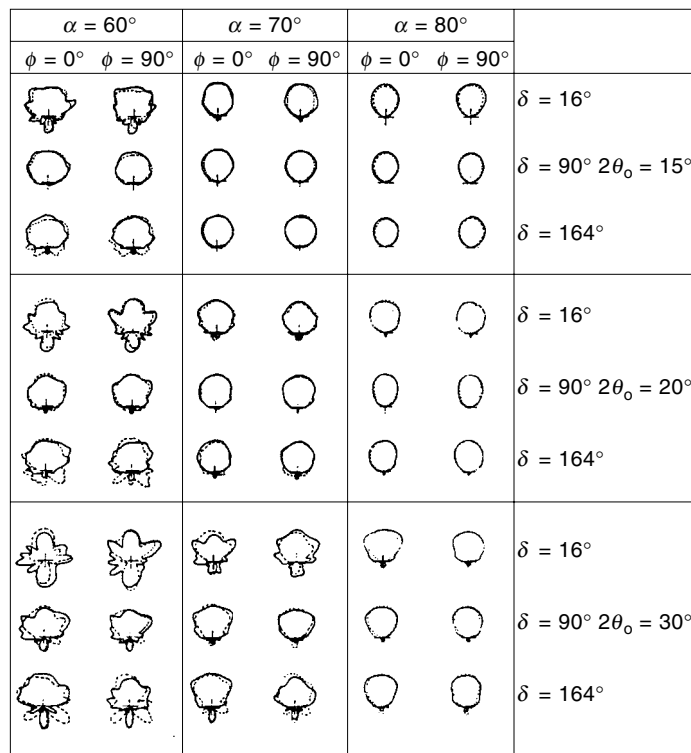 α = 60° α = 70° α = 80°
ϕ = 0° ϕ = 90° ϕ = 0° ϕ = 90° ϕ = 0° ϕ = 90°
δ = 16°
δ = 90° 2θo = 15°
δ = 164°
δ = 16°
δ = 90° 2θo = 20°
δ = 164°
δ = 16°
δ = 90° 2θo = 30°
δ = 164°